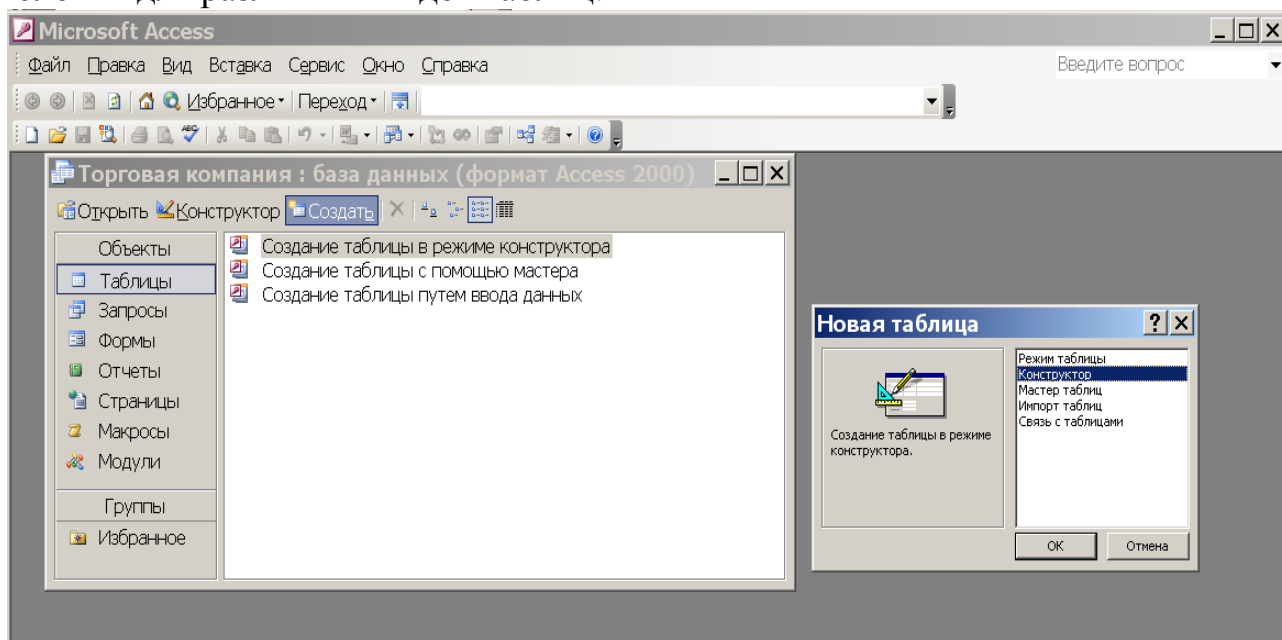 Microsoft Access
Файл Правка Вид Вставка Сервис Окно Справка Введите вопрос
Избранное Переход
Торговая компания : база данных (формат Access 2000)
Открыть Конструктор Создать
Объекты
Таблицы
Запросы
Формы
Отчеты
Страницы
Макросы
Модули
Группы
Избранное
Создание таблицы в режиме конструктора
Создание таблицы с помощью мастера
Создание таблицы путем ввода данных
Новая таблица
Создание таблицы в режиме
конструктора.
Режим таблицы
Конструктор
Мастер таблиц
Импорт таблиц
Связь с таблицами
ОК Отмена